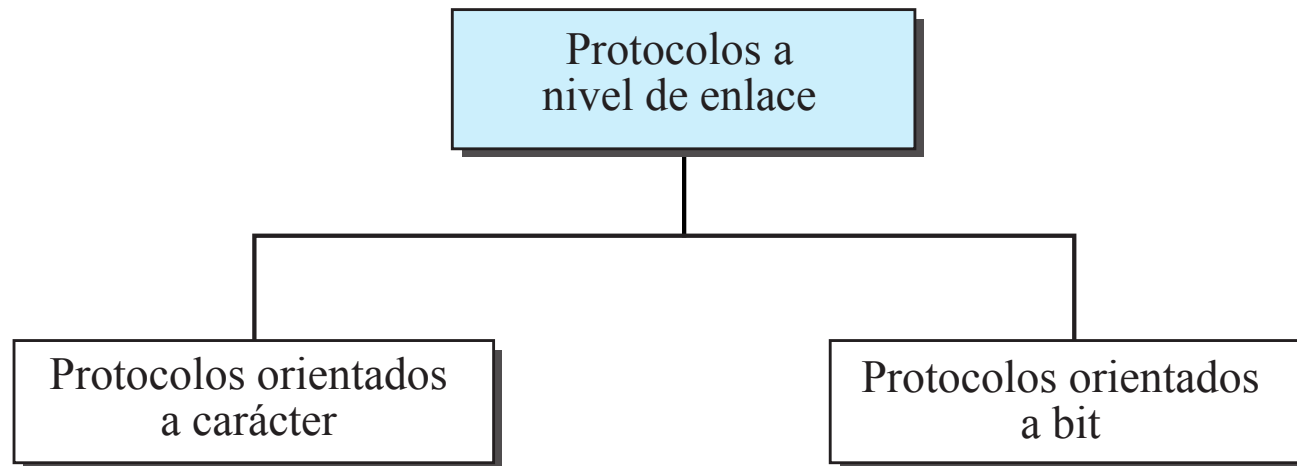 Protocolos a
nivel de enlace
Protocolos orientados
a carácter
Protocolos orientados
a bit